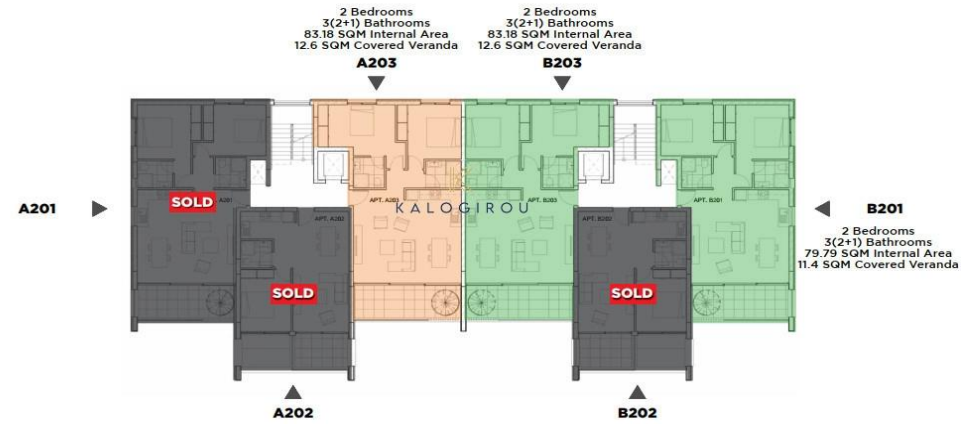 2 Bedrooms
3(2+1) Bathrooms
83.18 SQM Internal Area
12.6 SQM Covered Veranda
A203
2 Bedrooms
3(2+1) Bathrooms
83.18 SQM Internal Area
12.6 SQM Covered Veranda
B203
A201
SOLD
A201
APT. A203
KALOGIROU
APT. B203
APT. B201
B201
2 Bedrooms
3(2+1) Bathrooms
79.79 SQM Internal Area
11.4 SQM Covered Veranda
APT. A202
SOLD
APT. B202
SOLD
A202
B202